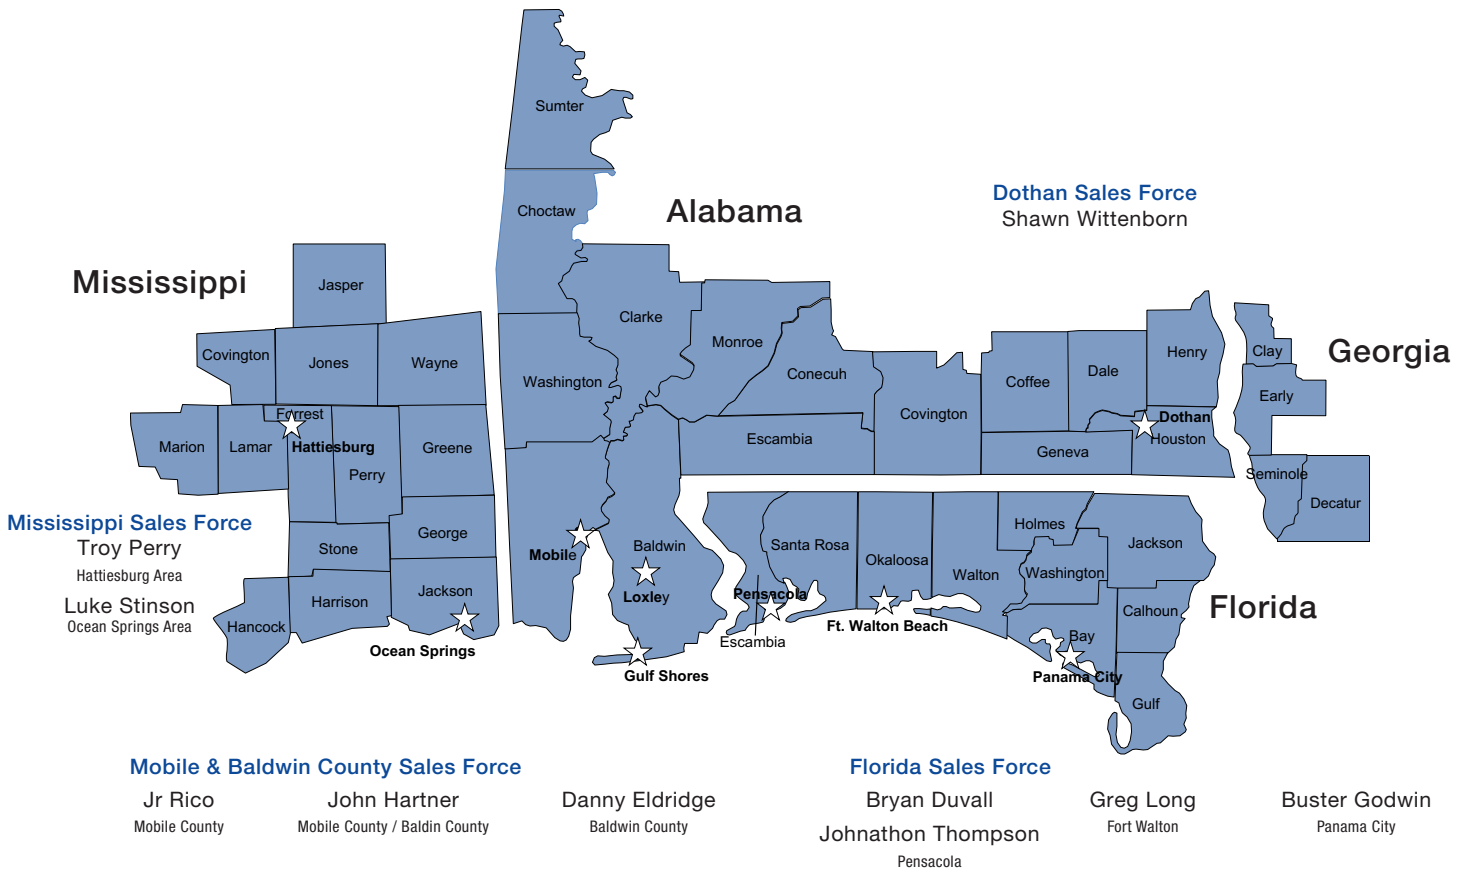 Sumter
Choctaw
Alabama
Dothan Sales Force
Shawn Wittenborn
Mississippi
Jasper
Clarke
Monroe
Covington
Jones
Wayne
Washington
Conecuh
Coffee
Dale
Henry
Clay
Georgia
Early
Forrest
Covington
Dothan
Marion
Lamar
Hattiesburg
Greene
Escambia
Geneva
Houston
Perry
Seminole
Decatur
Mississippi Sales Force
Troy Perry
Hattiesburg Area
Luke Stinson
Ocean Springs Area
George
Stone
Mobile
Baldwin
Santa Rosa
Okaloosa
Holmes
Jackson
Walton
Washington
Jackson
Harrison
Hancock
Loxley
Pensacola
Calhoun
Florida
Ft. Walton Beach
Escambia
Bay
Ocean Springs
Gulf Shores
Panama City
Gulf
Mobile & Baldwin County Sales Force
Jr Rico
Mobile County
John Hartner
Mobile County / Baldin County
Danny Eldridge
Baldwin County
Florida Sales Force
Bryan Duvall
Johnathon Thompson
Pensacola
Greg Long
Fort Walton
Buster Godwin
Panama City